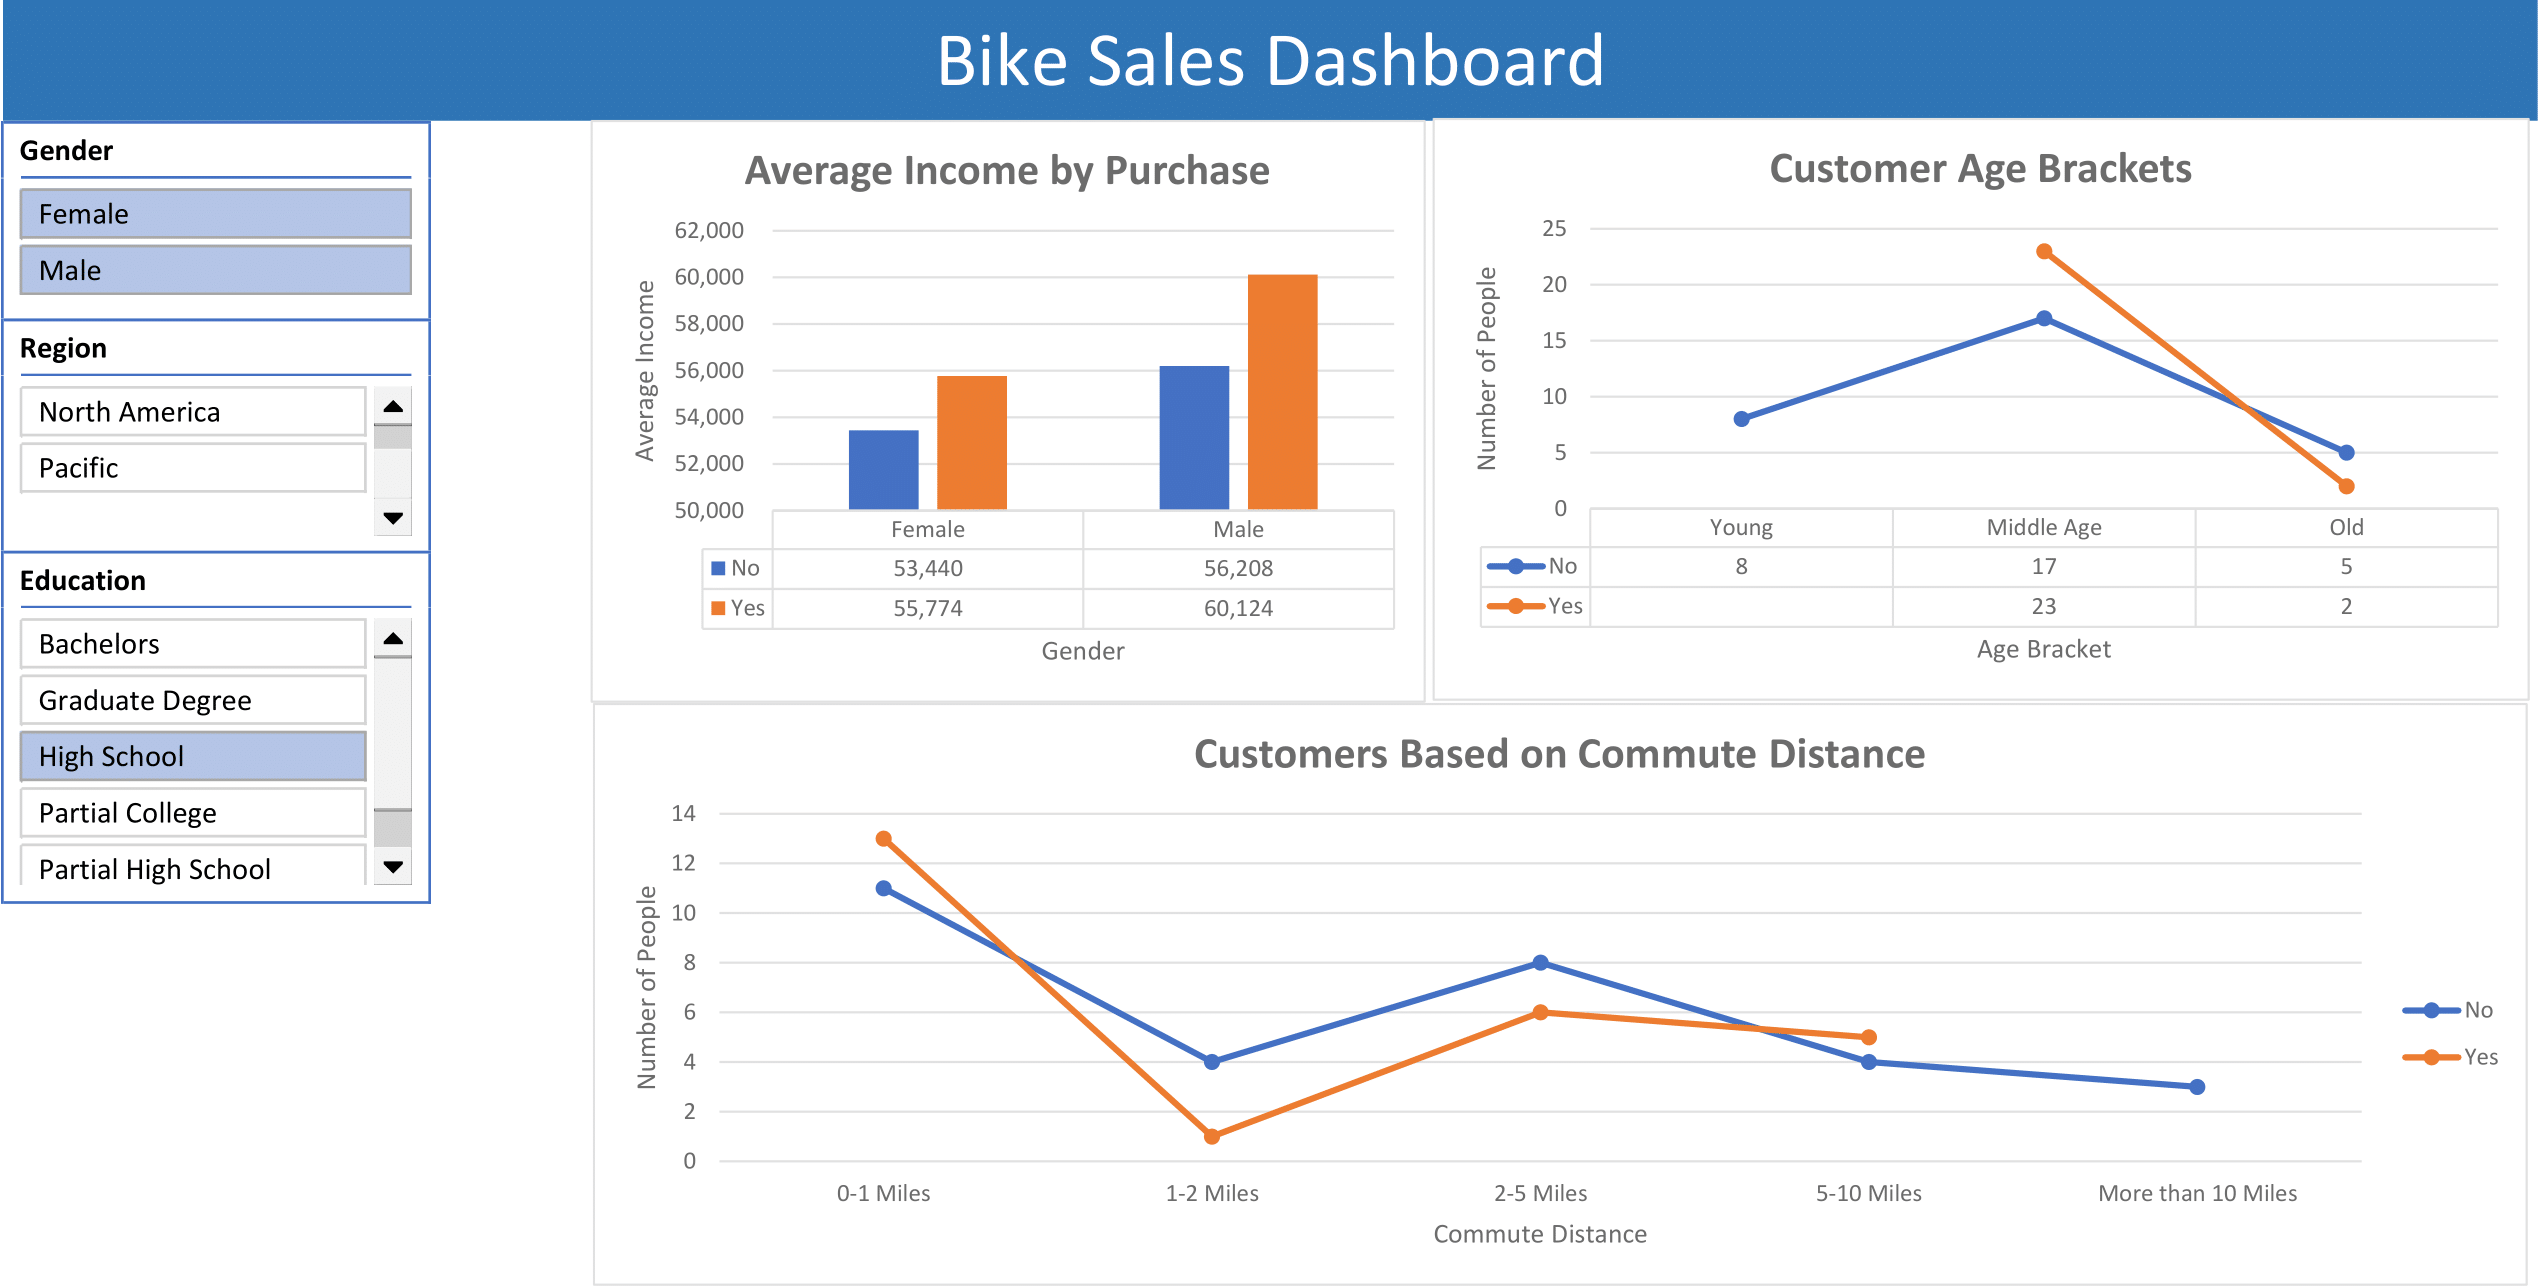 Bike Sales Dashboard
Gender
Female
Male
Region
North America
Pacific
Education
Bachelors
Graduate Degree
High School
Partial College
Partial High School
Average Income by Purchase
Average Income
62,000
60,000
58,000
56,000
54,000
52,000
50,000
Female Male
No 53,440 56,208
Yes 55,774 60,124
Gender
Customer Age Brackets
Number of People
25
20
15
10
5
0
Young Middle Age Old
No 8 17 5
Yes 23 2
Age Bracket
Customers Based on Commute Distance
Number of People
14
12
10
8
6
4
2
0
0-1 Miles 1-2 Miles 2-5 Miles 5-10 Miles More than 10 Miles
Commute Distance
No
Yes